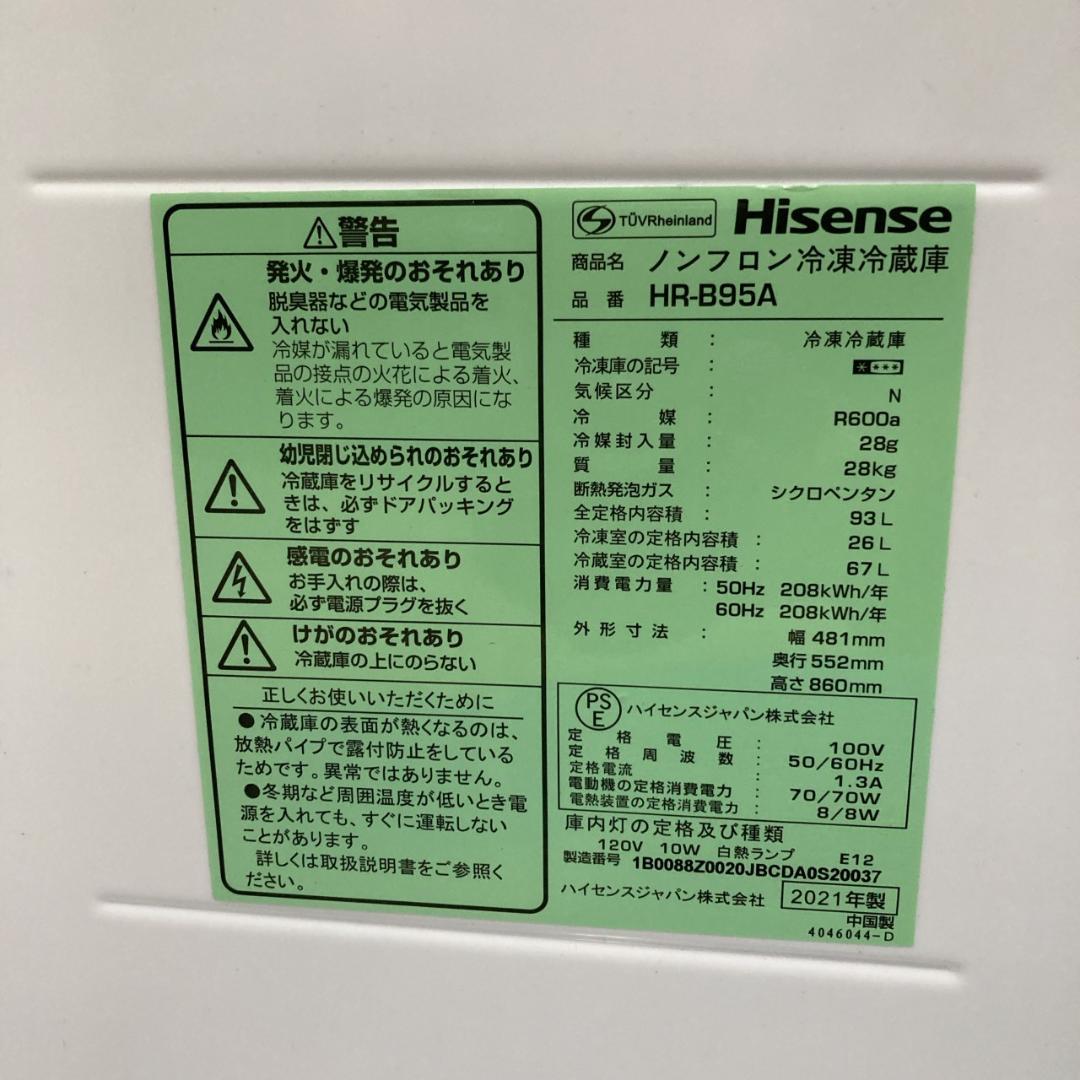 ⚠警告
発火・爆発のおそれあり
脱臭器などの電気製品を
入れない
冷媒が漏れていると電気製
品の接点の火花による着火、
着火による爆発の原因にな
ります。
幼児閉じ込められのおそれあり
冷蔵庫をリサイクルすると
きは、必ずドアパッキング
をはずす
感電のおそれあり
お手入れの際は、
必ず電源プラグを抜く
けがのおそれあり
冷蔵庫の上にのらない
正しくお使いいただくために
●冷蔵庫の表面が熱くなるのは、
放熱パイプで露付防止をしている
ためです。異常ではありません。
●冬期など周囲温度が低いとき電
源を入れても、すぐに運転しない
ことがあります。
詳しくは取扱説明書をご参照く
ださい。
TÜVRheinland Hisense
商品名 ノンフロン冷凍冷蔵庫
品番 HR-B95A
種類 : 冷凍冷蔵庫
冷凍庫の記号 : * ***
気候区分 : N
冷媒 : R600a
冷媒封入量 : 28g
質量 : 28kg
断熱発泡ガス : シクロペンタン
全定格内容積 : 93L
冷凍室の定格内容積 : 26L
冷蔵室の定格内容積 : 67L
消費電力量 : 50Hz 208kWh/年
60Hz 208kWh/年
外形寸法 : 幅 481mm
奥行 552mm
高さ 860mm
PSE ハイセンスジャパン株式会社
定格電圧 : 100V
定格周波数 : 50/60Hz
定格電流 : 1.3A
電動機の定格消費電力 : 70/70W
電熱装置の定格消費電力 : 8/8W
庫内灯の定格及び種類
120V 10W 白熱ランプ E12
製造番号 1B0088Z0020JBCDA0S20037
ハイセンスジャパン株式会社 2021年製
中国製
4046044-D